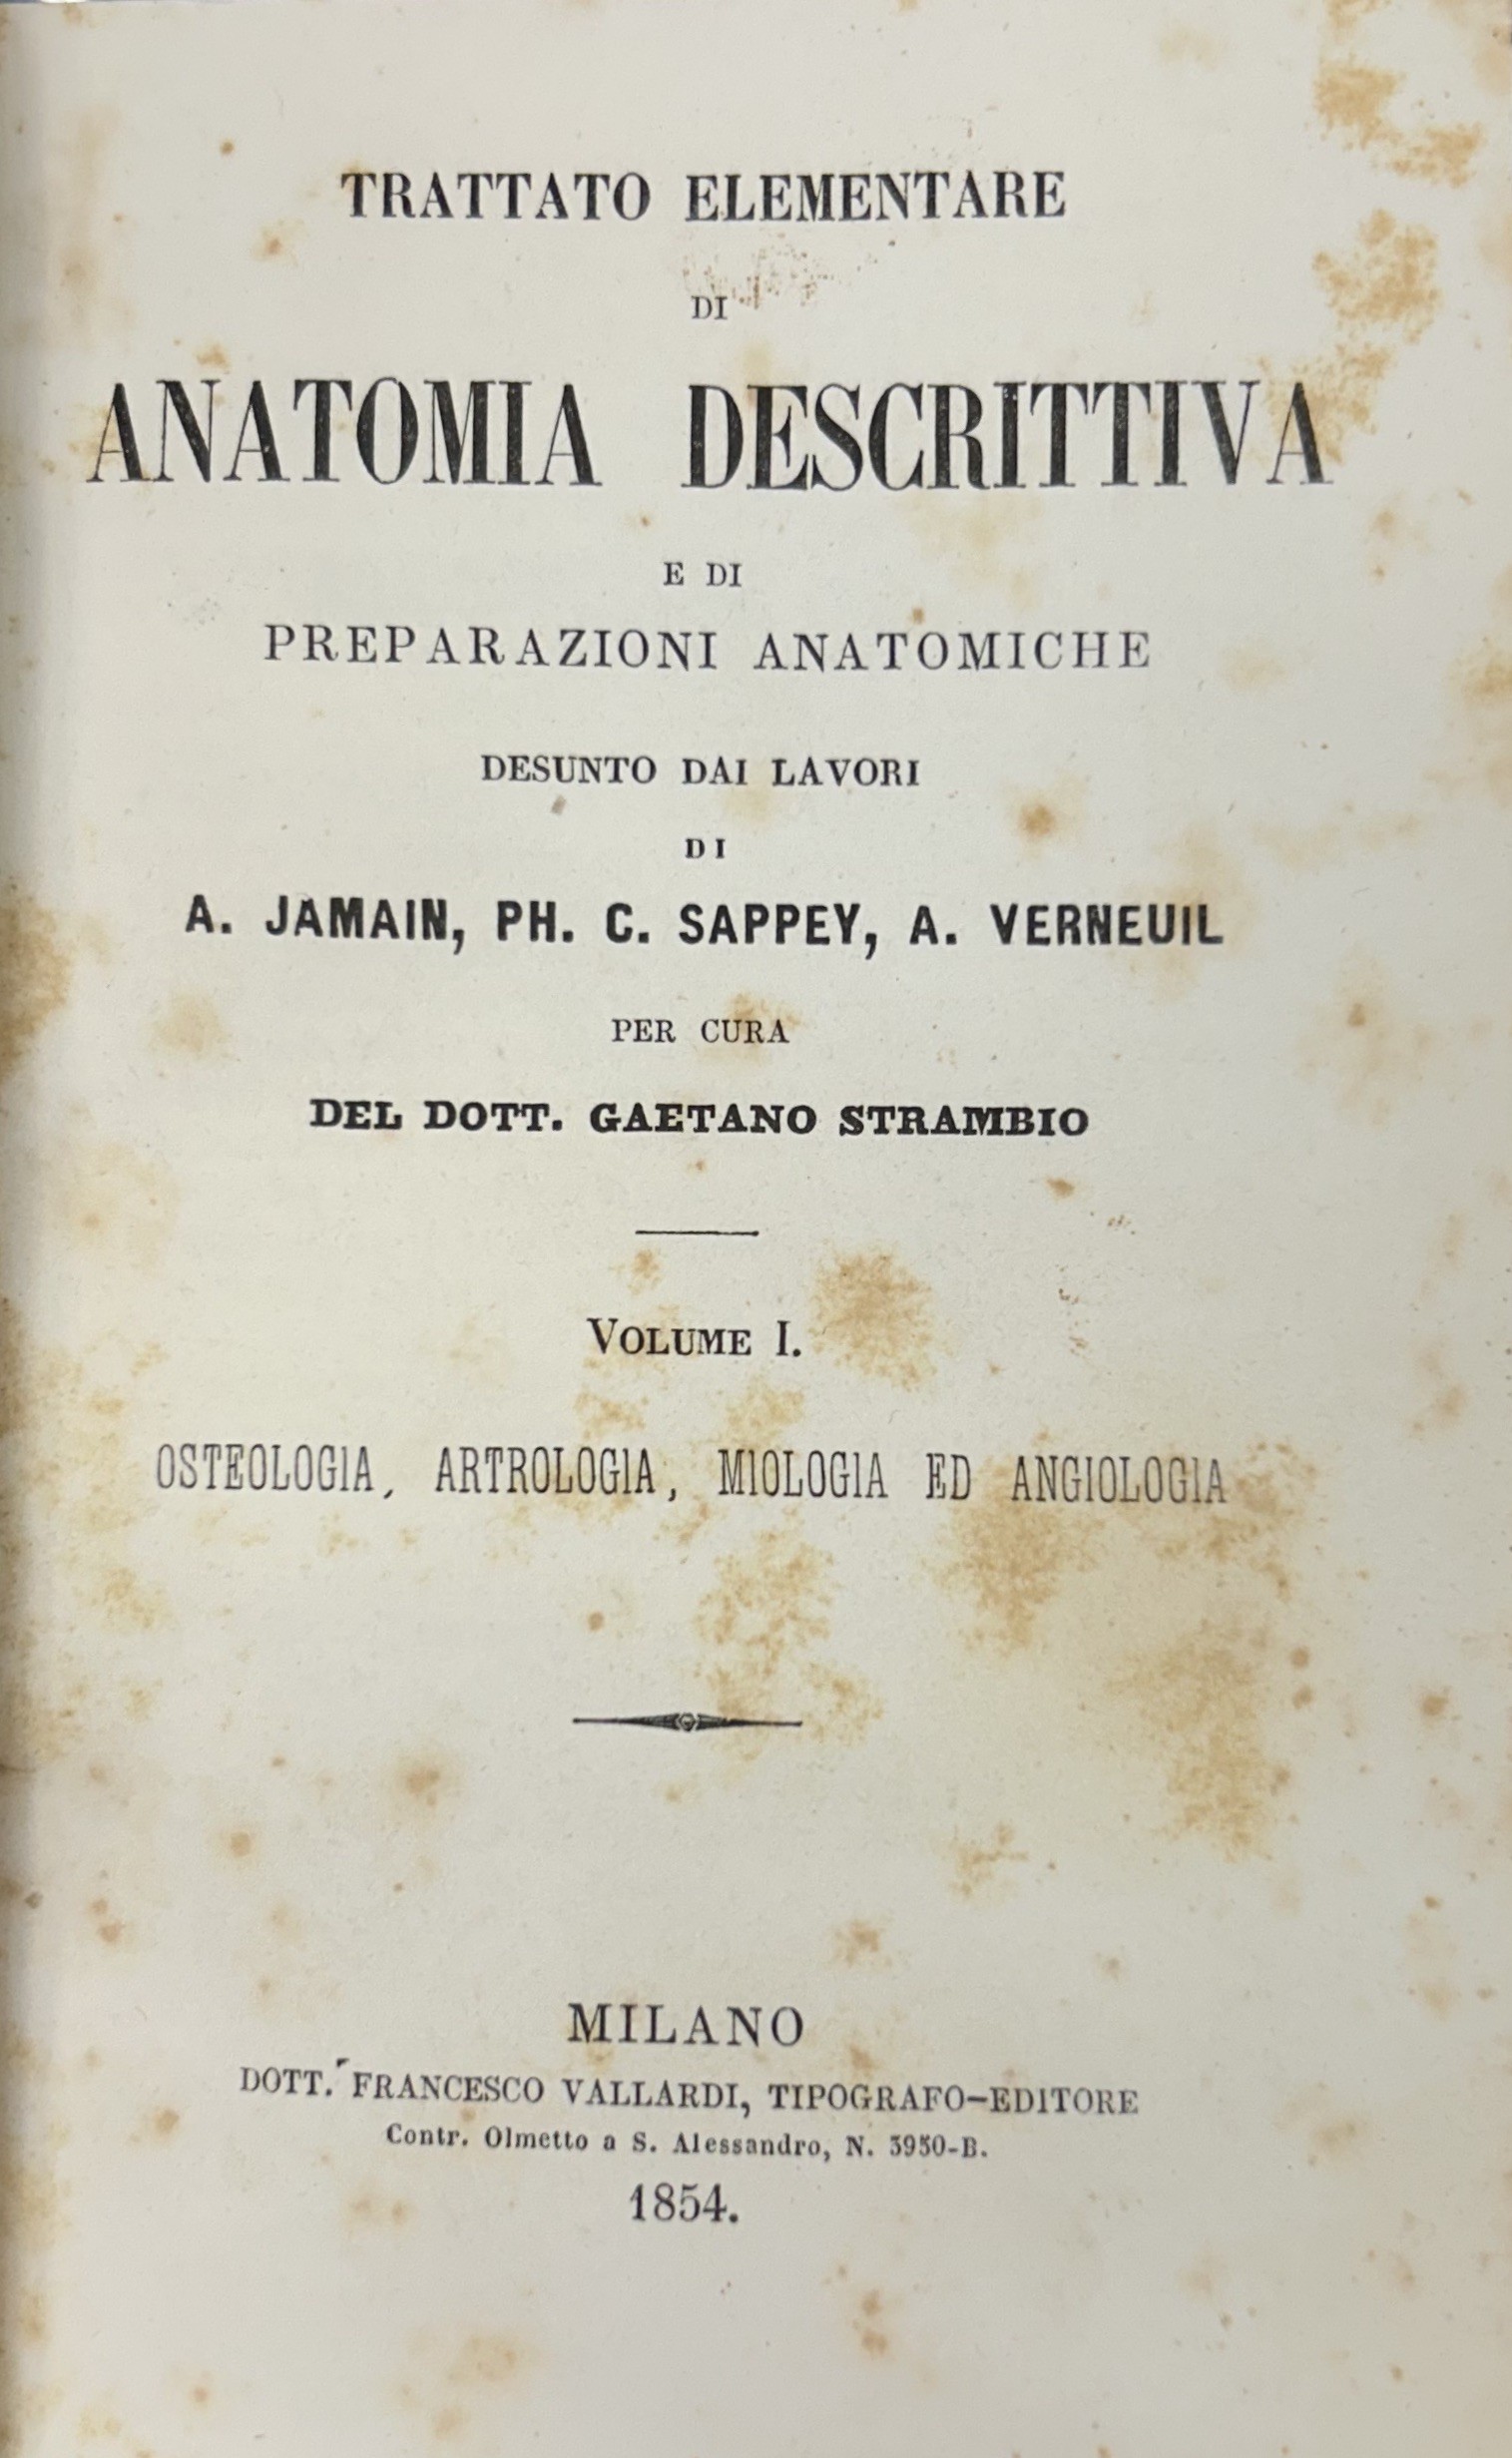 TRATTATO ELEMENTARE
DI
ANATOMIA DESCRITTIVA
E DI
PREPARAZIONI ANATOMICHE
DESUNTO DAI LAVORI
DI
A. JAMAIN, PH. C. SAPPEY, A. VERNEUIL
PER CURA
DEL DOTT. GAETANO STRAMBIO
VOLUME I.
OSTEOLOGIA, ARTROLOGIA, MIOLOGIA ED ANGIOLOGIA
MILANO
DOTT. FRANCESCO VALLARDI, TIPOGRAFO-EDITORE
Contr. Olmetto a S. Alessandro, N. 3950-B.
1854.